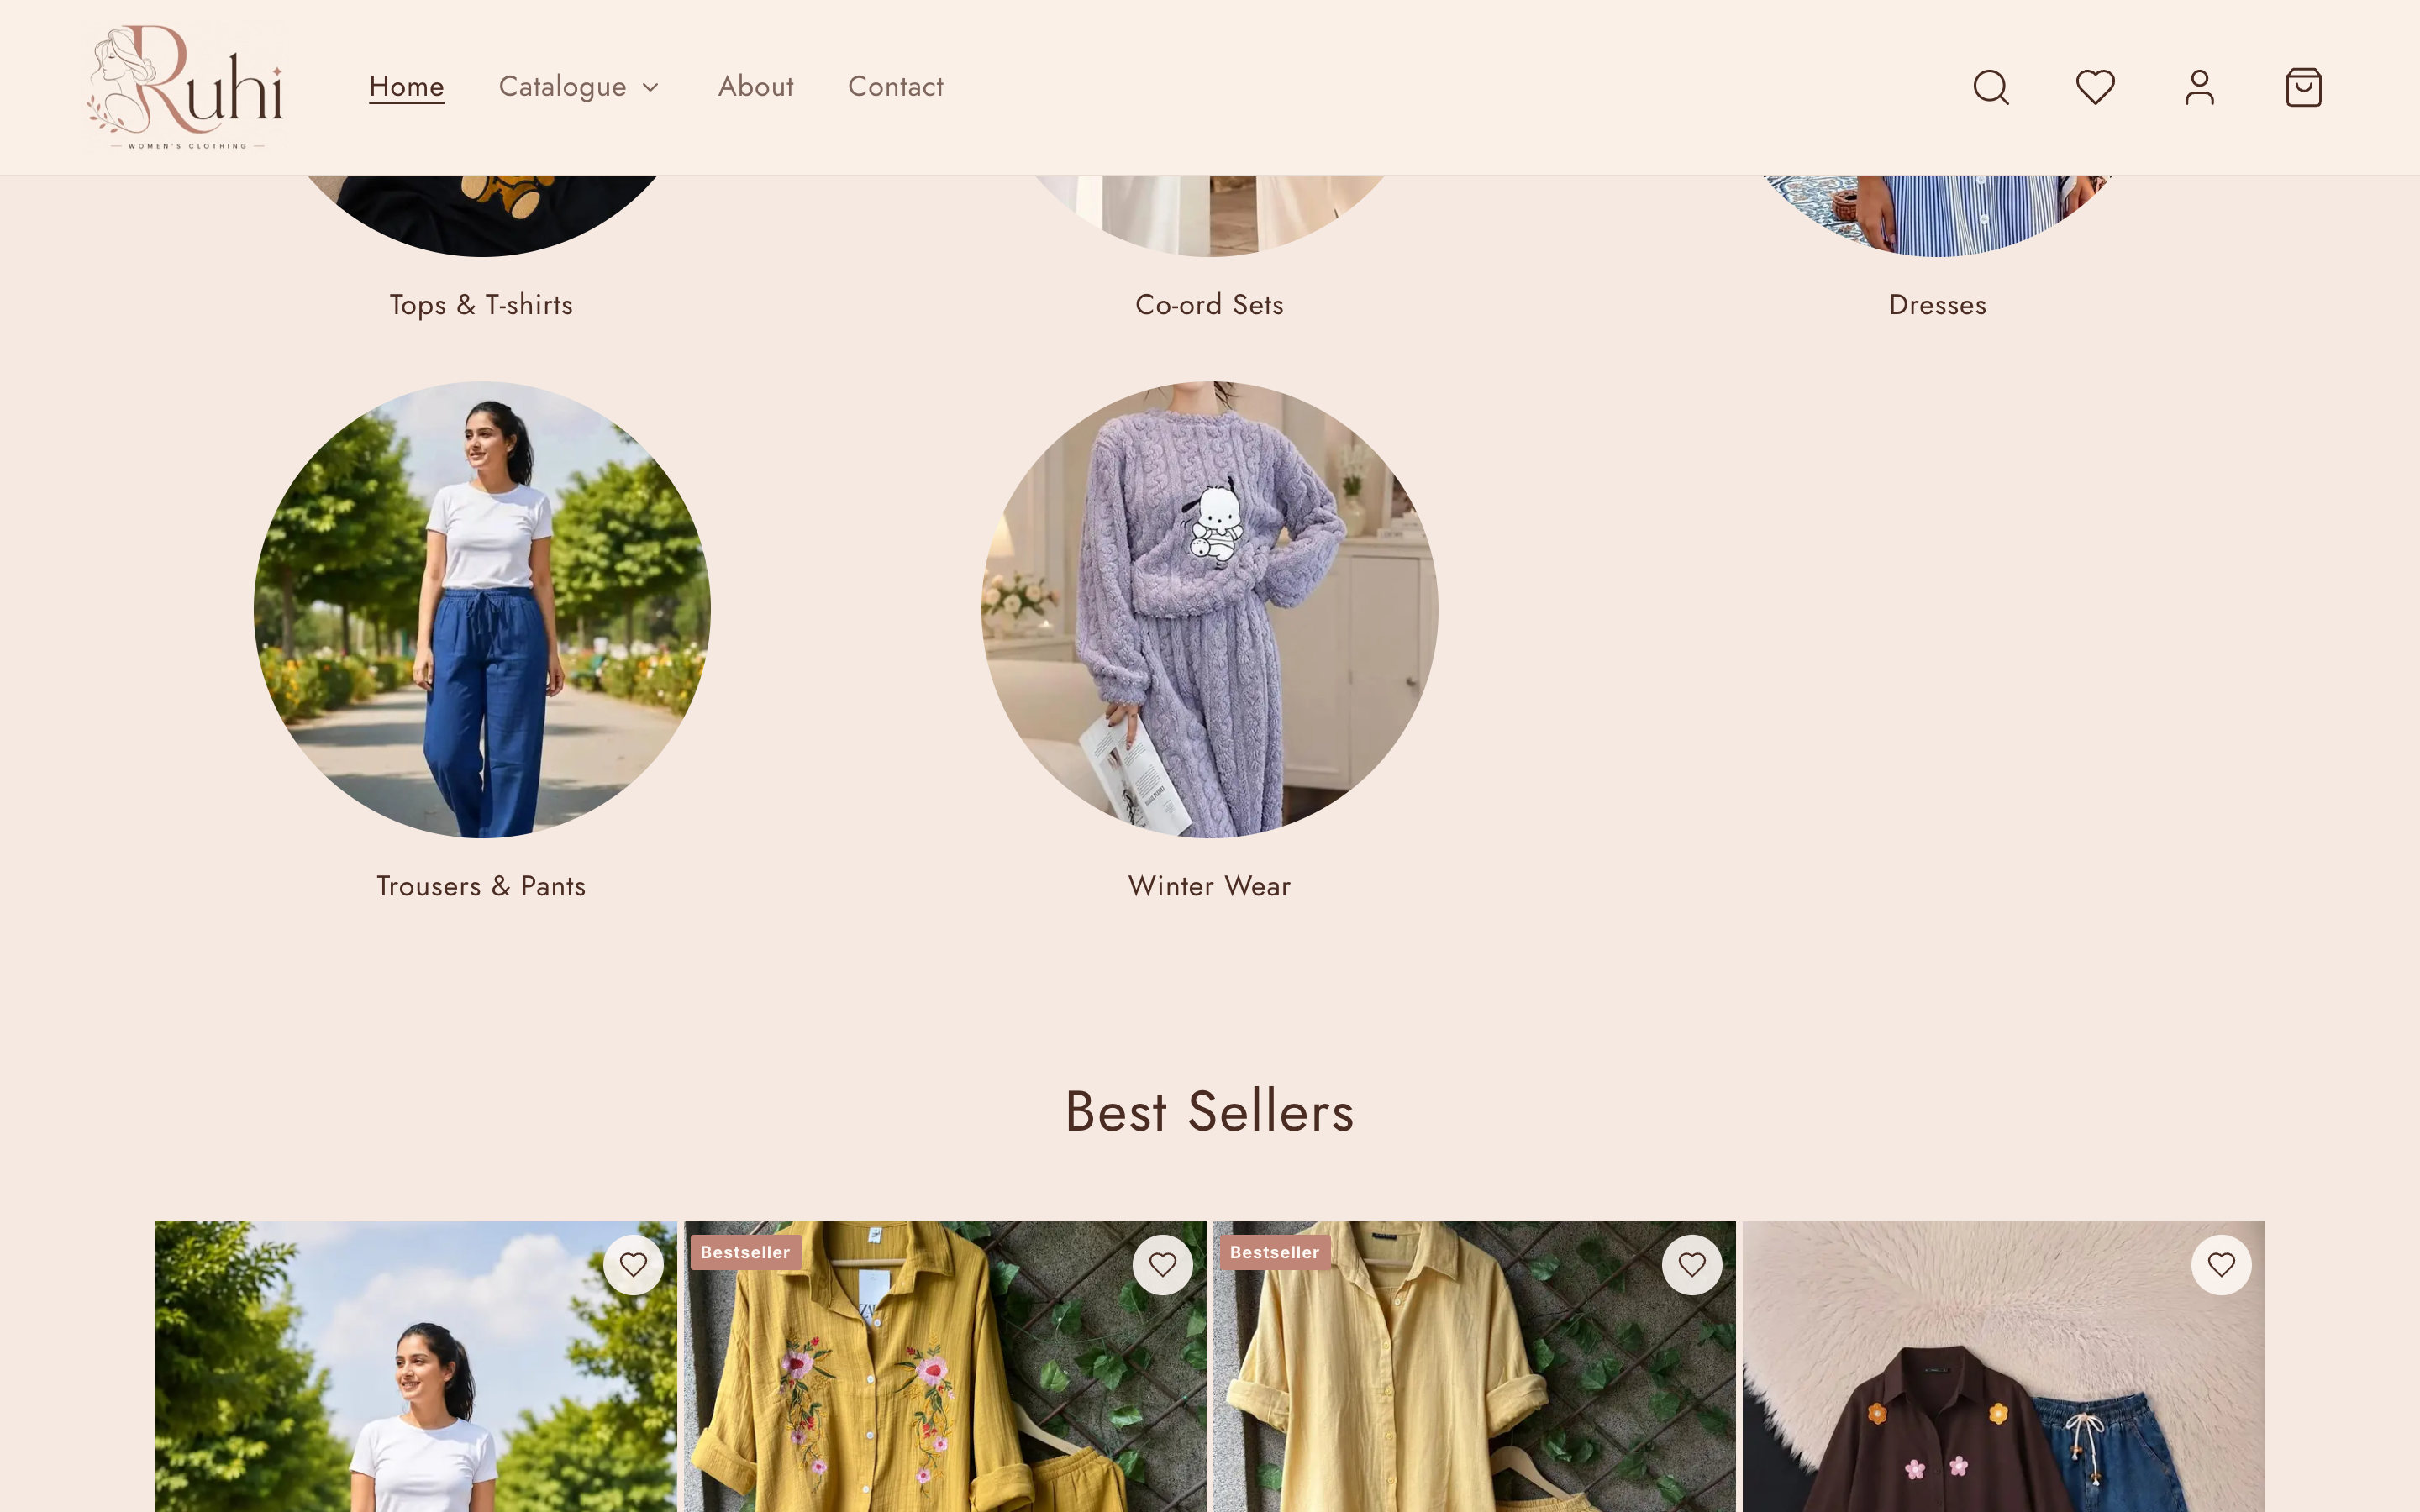 Ruhi
WOMEN'S CLOTHING
Home
Catalogue
About
Contact
Tops & T-shirts
Co-ord Sets
Dresses
Trousers & Pants
Winter Wear
Best Sellers
Bestseller
Bestseller